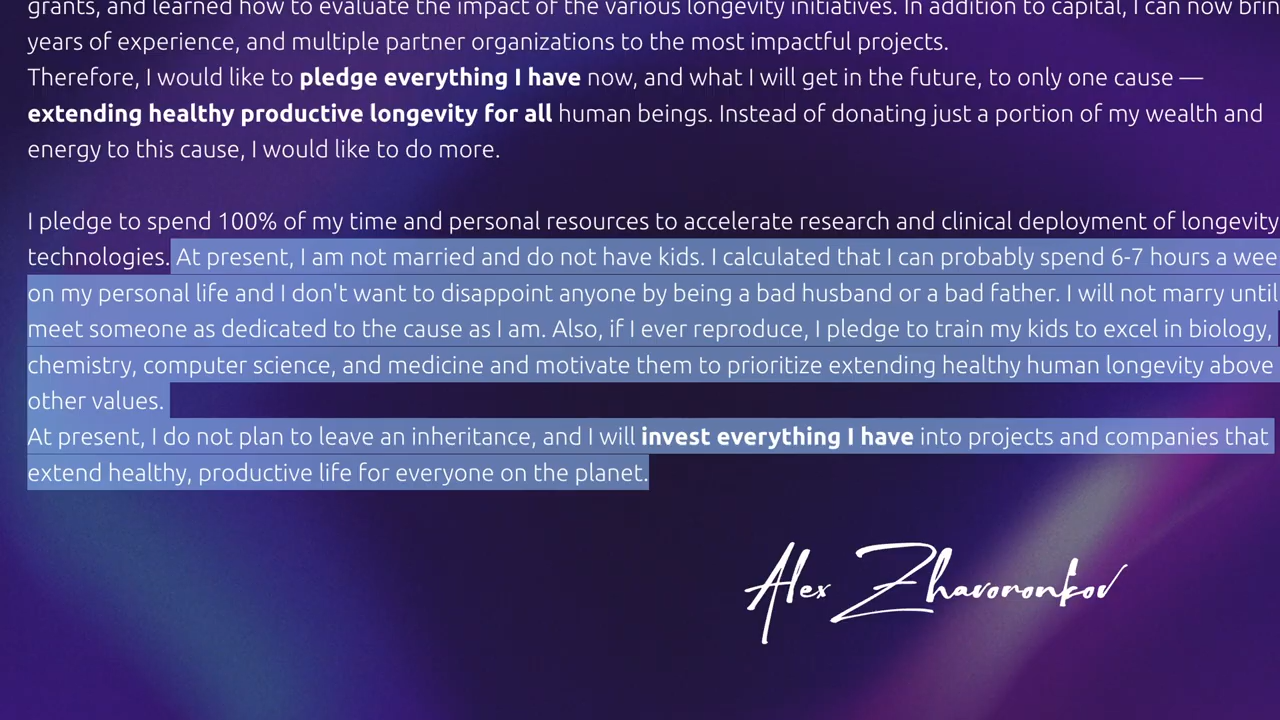 grants, and learned how to evaluate the impact of the various longevity initiatives. In addition to capital, I can now brin
years of experience, and multiple partner organizations to the most impactful projects.
Therefore, I would like to pledge everything I have now, and what I will get in the future, to only one cause —
extending healthy productive longevity for all human beings. Instead of donating just a portion of my wealth and
energy to this cause, I would like to do more.
I pledge to spend 100% of my time and personal resources to accelerate research and clinical deployment of longevity
technologies. At present, I am not married and do not have kids. I calculated that I can probably spend 6-7 hours a wee
on my personal life and I don't want to disappoint anyone by being a bad husband or a bad father. I will not marry until
meet someone as dedicated to the cause as I am. Also, if I ever reproduce, I pledge to train my kids to excel in biology,
chemistry, computer science, and medicine and motivate them to prioritize extending healthy human longevity above
other values.
At present, I do not plan to leave an inheritance, and I will invest everything I have into projects and companies that
extend healthy, productive life for everyone on the planet.
Alex Zhavoronkov